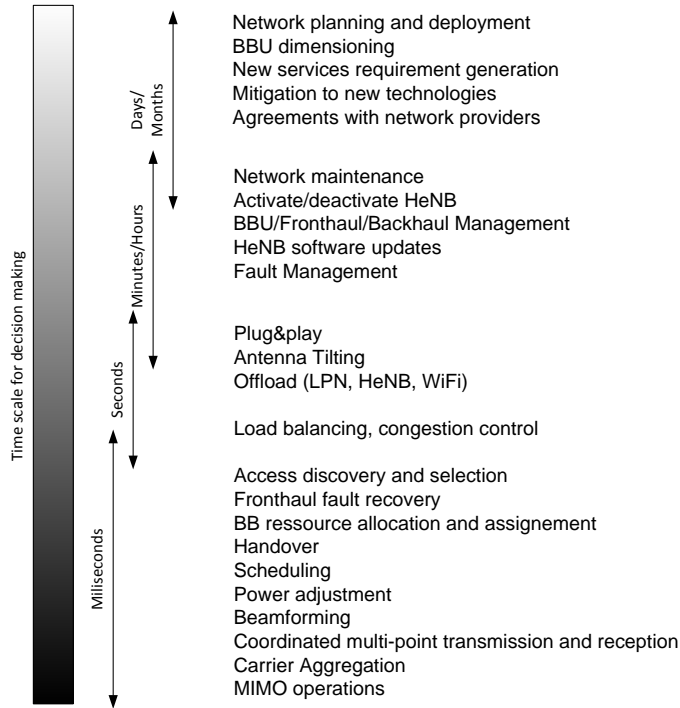 Time scale for decision making
Days/
Months
Minutes/Hours
Seconds
Miliseconds
Network planning and deployment
BBU dimensioning
New services requirement generation
Mitigation to new technologies
Agreements with network providers
Network maintenance
Activate/deactivate HeNB
BBU/Fronthaul/Backhaul Management
HeNB software updates
Fault Management
Plug&play
Antenna Tilting
Offload (LPN, HeNB, WiFi)
Load balancing, congestion control
Access discovery and selection
Fronthaul fault recovery
BB ressource allocation and assignement
Handover
Scheduling
Power adjustment
Beamforming
Coordinated multi-point transmission and reception
Carrier Aggregation
MIMO operations